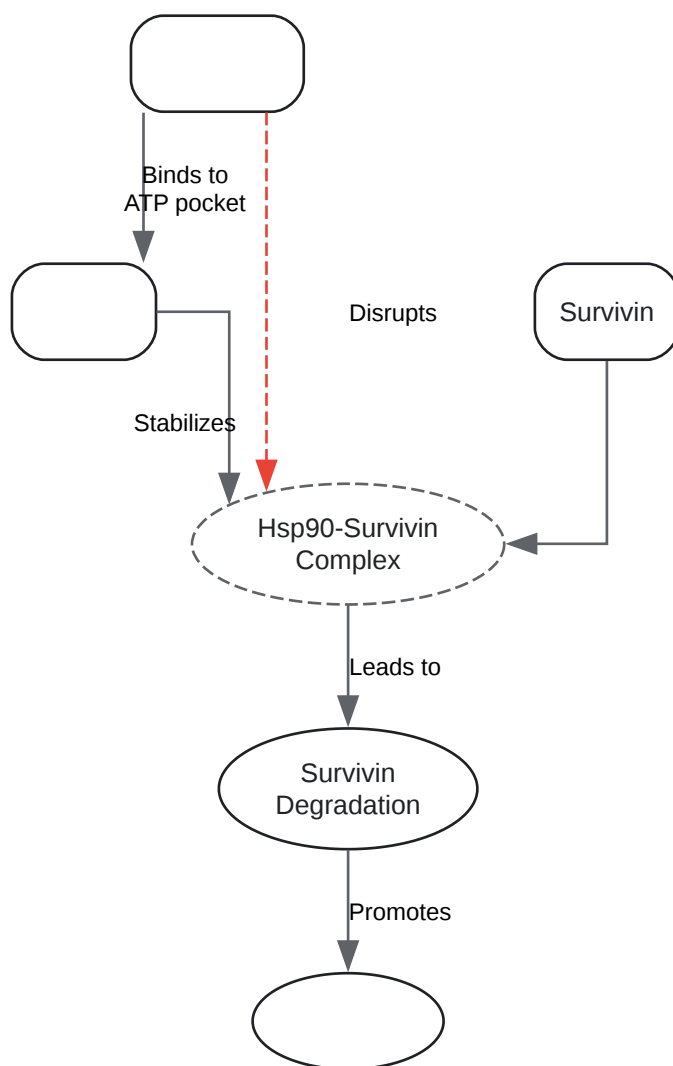 Binds to
ATP pocket
Disrupts
Survivin
Stabilizes
Hsp90-Survivin
Complex
Leads to
Survivin
Degradation
Promotes